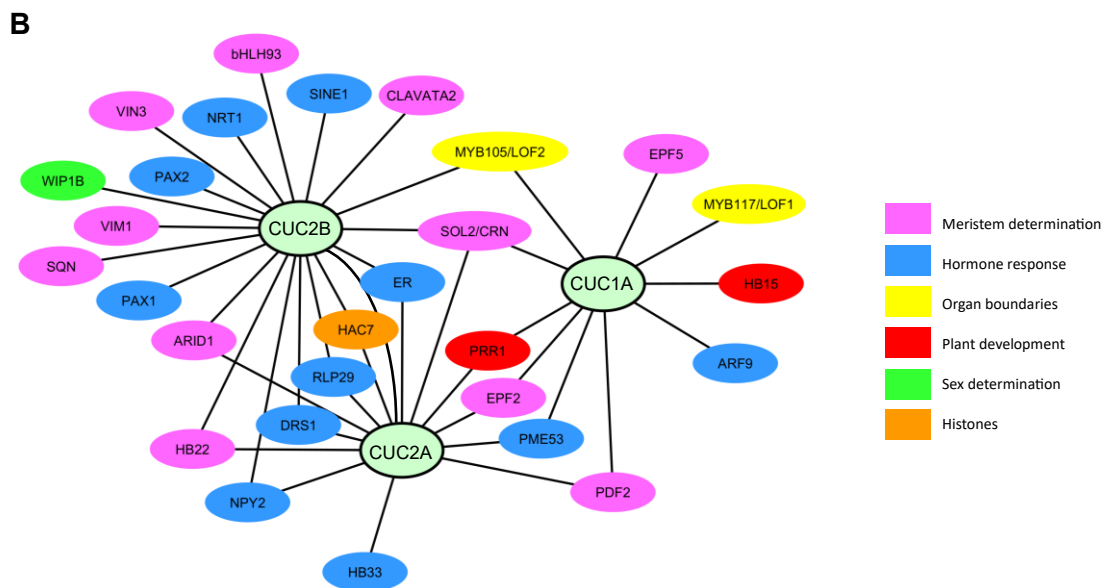 B
bHLH93
SINE1
CLAVATA2
VIN3
NRT1
MYB105/LOF2
EPF5
WIP1B
PAX2
MYB117/LOF1
VIM1
CUC2B
SOL2/CRN
SQN
ER
CUC1A
HB15
PAX1
HAC7
ARID1
PRR1
ARF9
RLP29
EPF2
DRS1
PME53
HB22
CUC2A
NPY2
PDF2
HB33
Meristem determination
Hormone response
Organ boundaries
Plant development
Sex determination
Histones